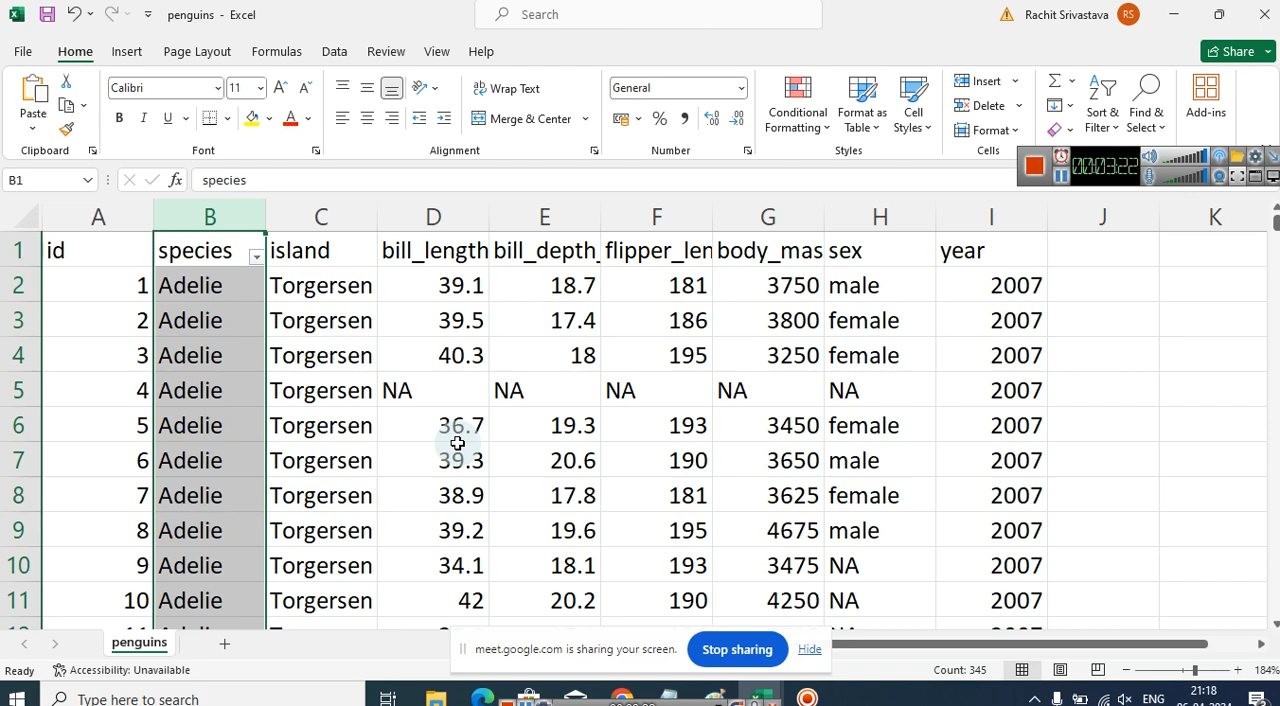 penguins - Excel
Search
Rachit Srivastava
RS
File Home Insert Page Layout Formulas Data Review View Help
Share
Paste
Calibri
11
B I U
Wrap Text
Merge & Center
General
Conditional Formatting
Format as Table
Cell Styles
Insert
Delete
Format
Sort & Filter
Find & Select
Add-ins
Clipboard Font Alignment Number Styles Cells
00:03:22
B1
fx
species
A B C D E F G H I J K
1 id species island bill_length bill_depth_ flipper_len body_mas sex year
2 1 Adelie Torgersen 39.1 18.7 181 3750 male 2007
3 2 Adelie Torgersen 39.5 17.4 186 3800 female 2007
4 3 Adelie Torgersen 40.3 18 195 3250 female 2007
5 4 Adelie Torgersen NA NA NA NA NA 2007
6 5 Adelie Torgersen 36.7 19.3 193 3450 female 2007
7 6 Adelie Torgersen 39.3 20.6 190 3650 male 2007
8 7 Adelie Torgersen 38.9 17.8 181 3625 female 2007
9 8 Adelie Torgersen 39.2 19.6 195 4675 male 2007
10 9 Adelie Torgersen 34.1 18.1 193 3475 NA 2007
11 10 Adelie Torgersen 42 20.2 190 4250 NA 2007
penguins
meet.google.com is sharing your screen.
Stop sharing
Hide
Ready
Accessibility: Unavailable
Count: 345
184%
Type here to search
ENG
21:18